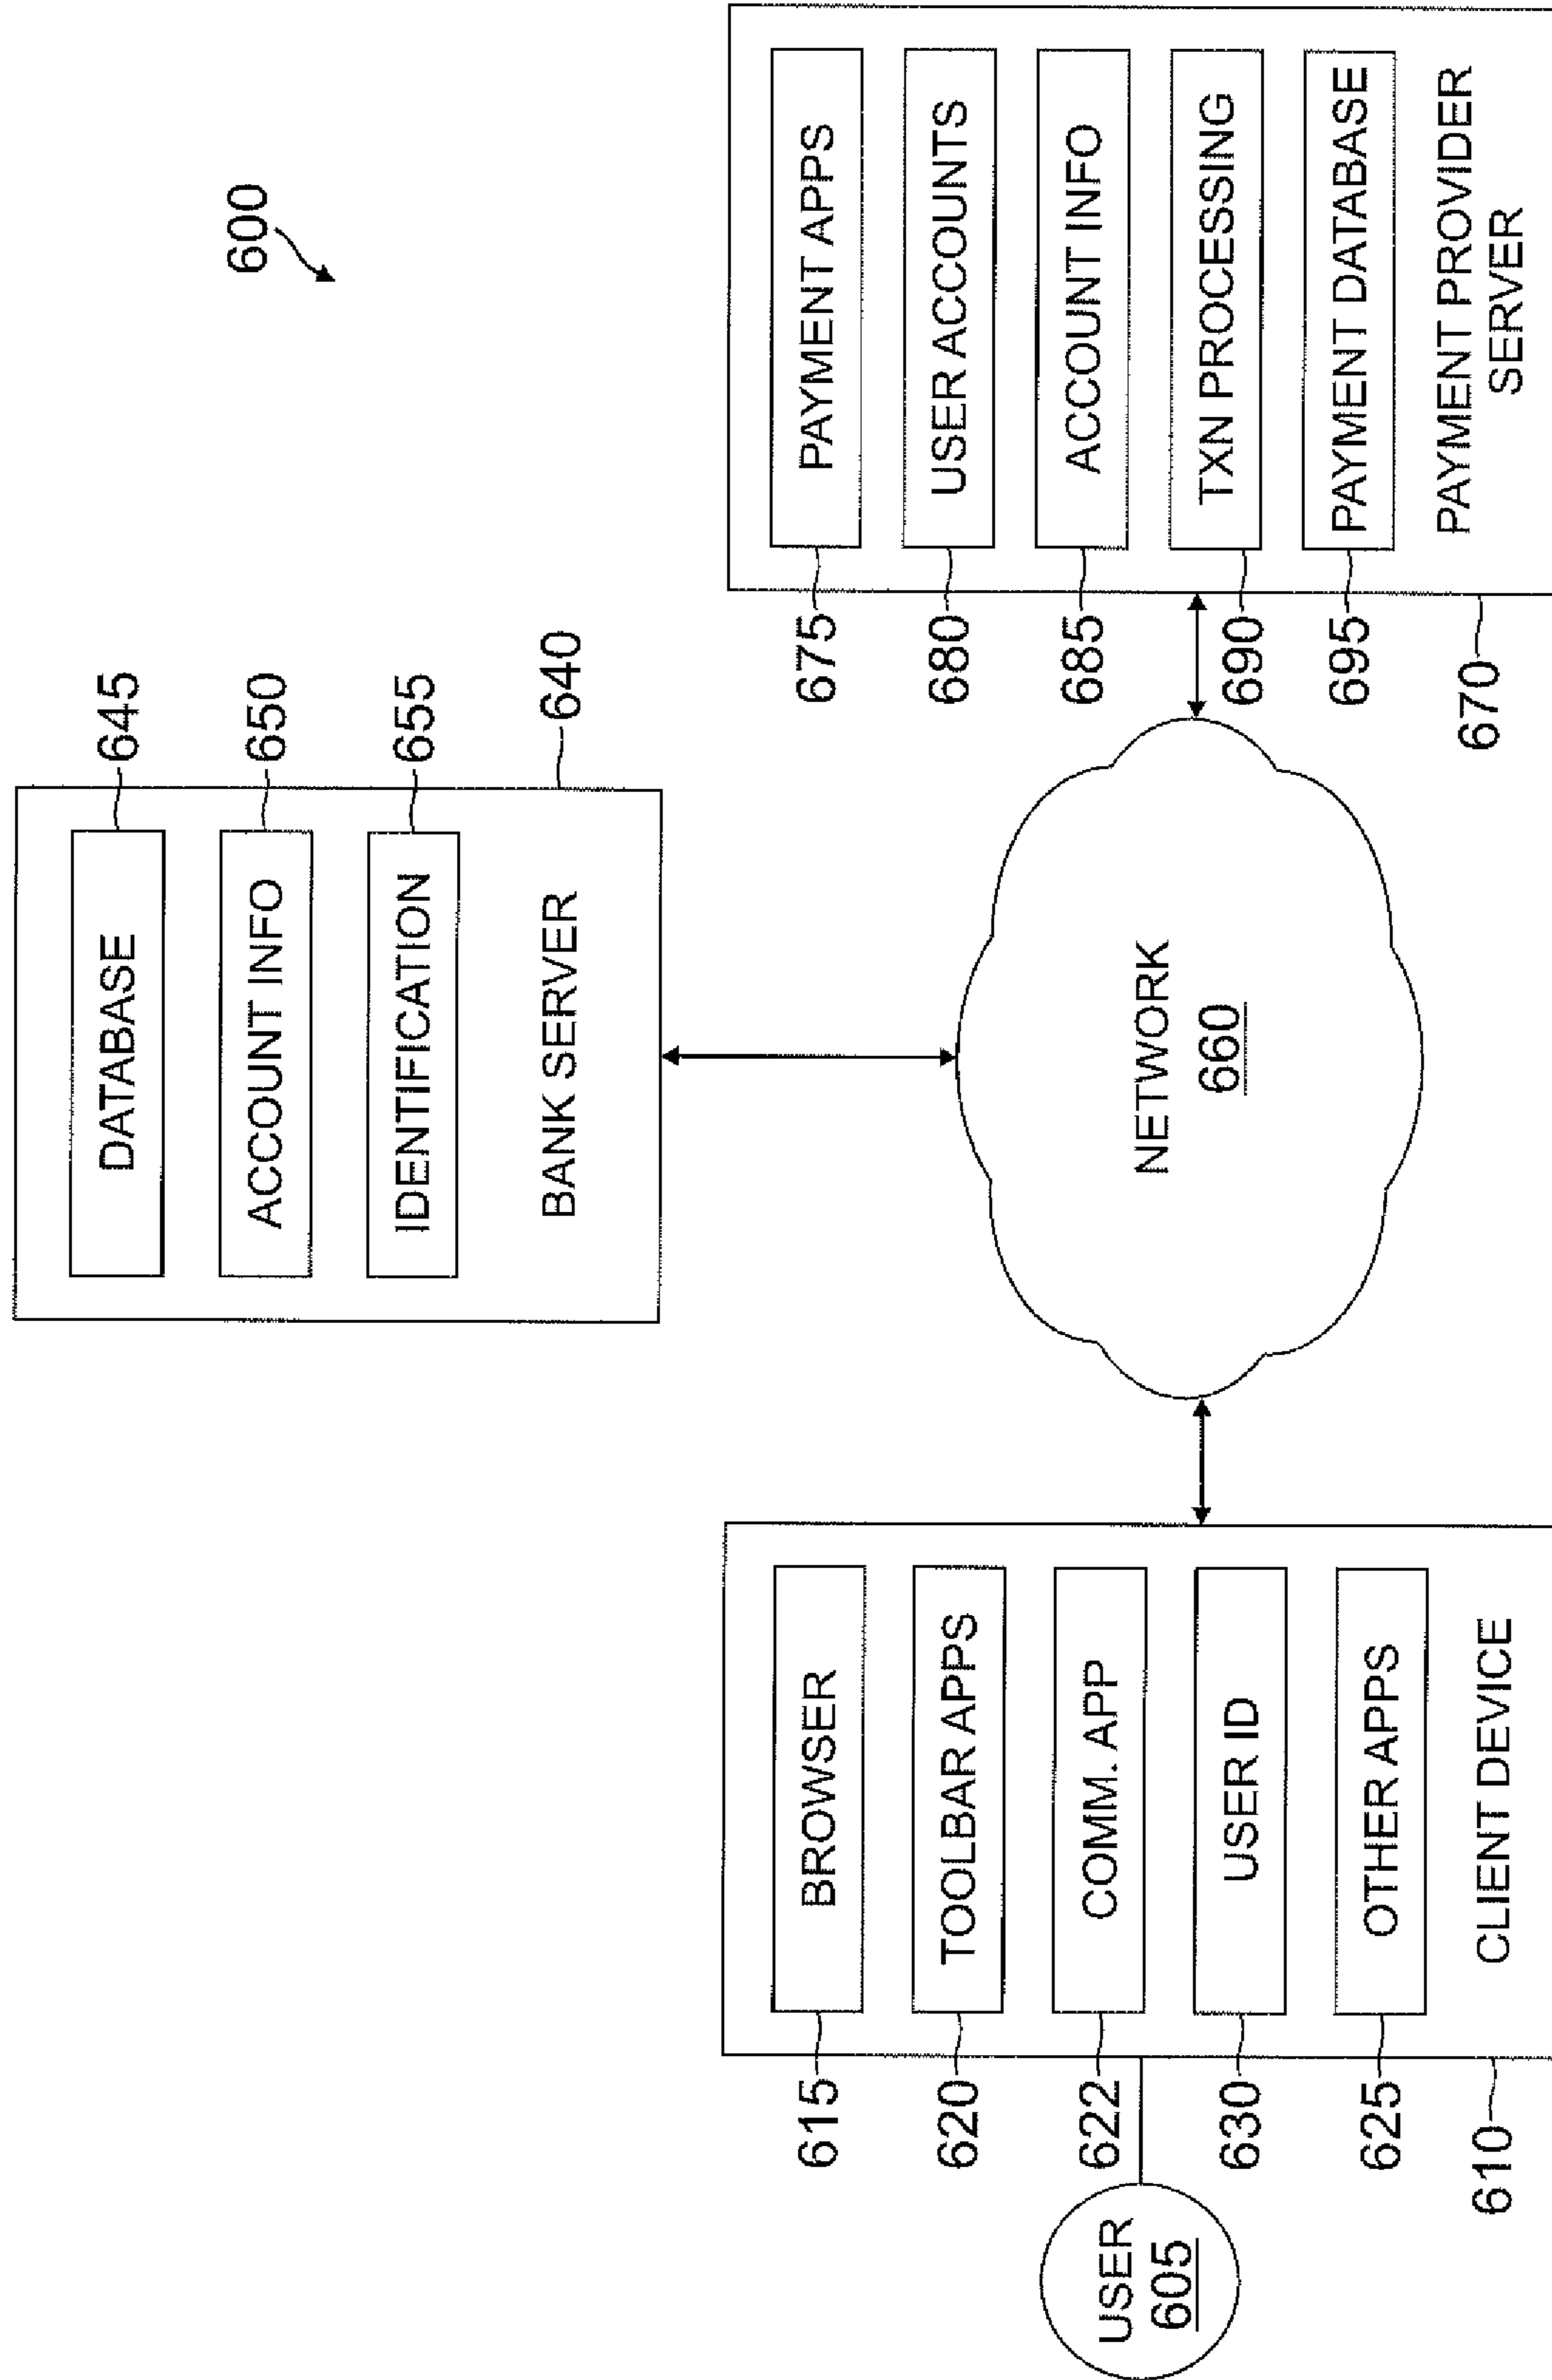 600
645
DATABASE
650
ACCOUNT INFO
655
IDENTIFICATION
BANK SERVER
640
USER
605
615
BROWSER
620
TOOLBAR APPS
622
COMM. APP
630
USER ID
625
OTHER APPS
CLIENT DEVICE
610
NETWORK
660
675
PAYMENT APPS
680
USER ACCOUNTS
685
ACCOUNT INFO
690
TXN PROCESSING
695
PAYMENT DATABASE
PAYMENT PROVIDER
SERVER
670